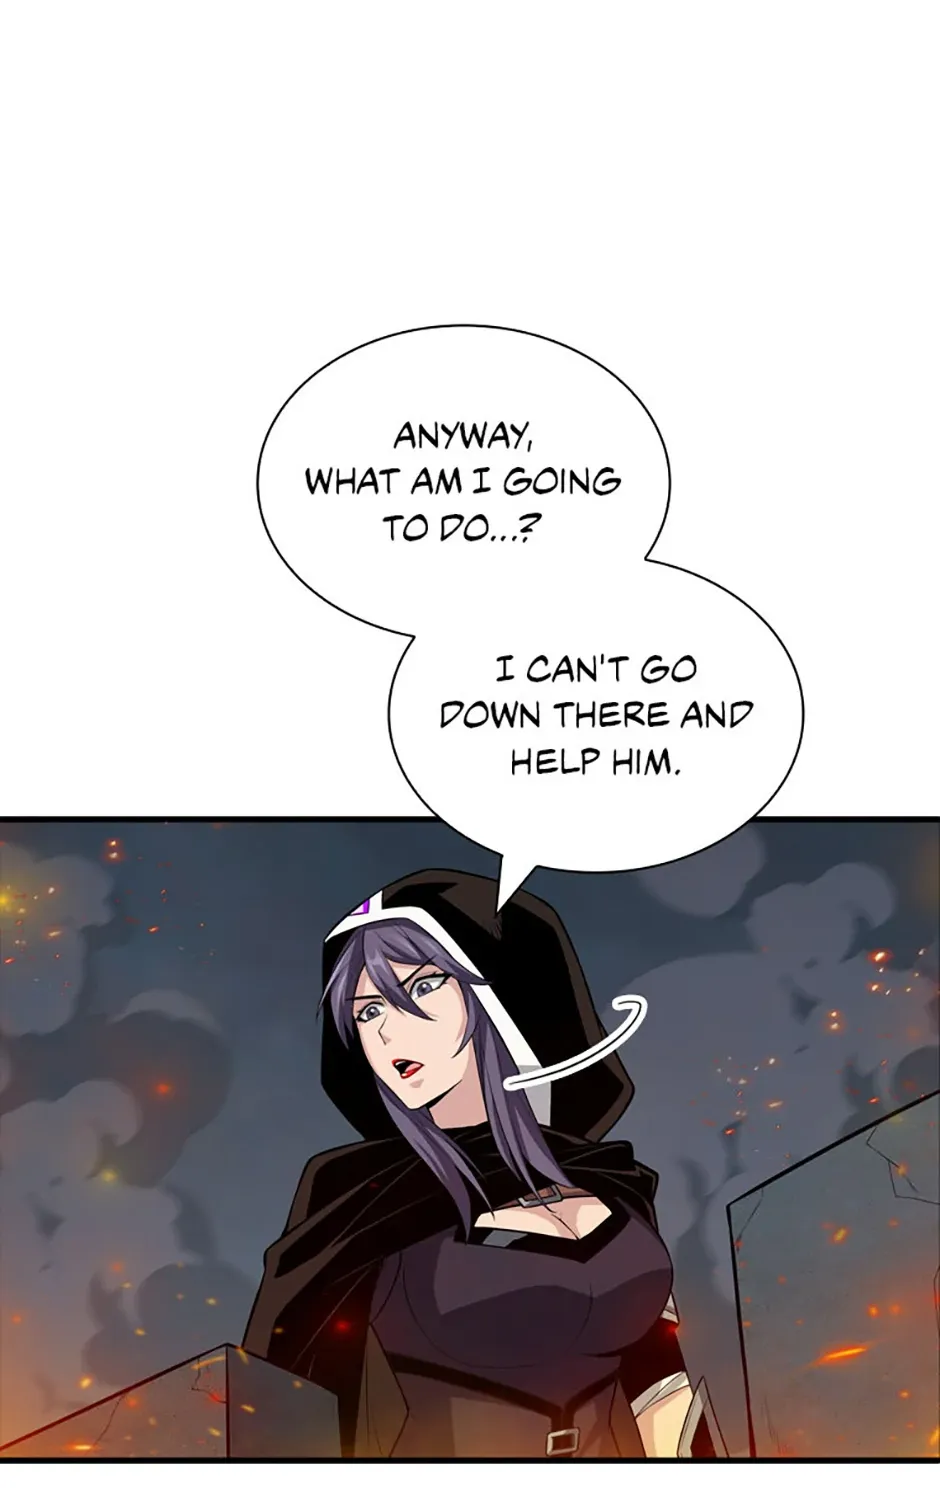 ANYWAY,
WHAT AM I GOING
TO DO...?
I CAN'T GO
DOWN THERE AND
HELP HIM.